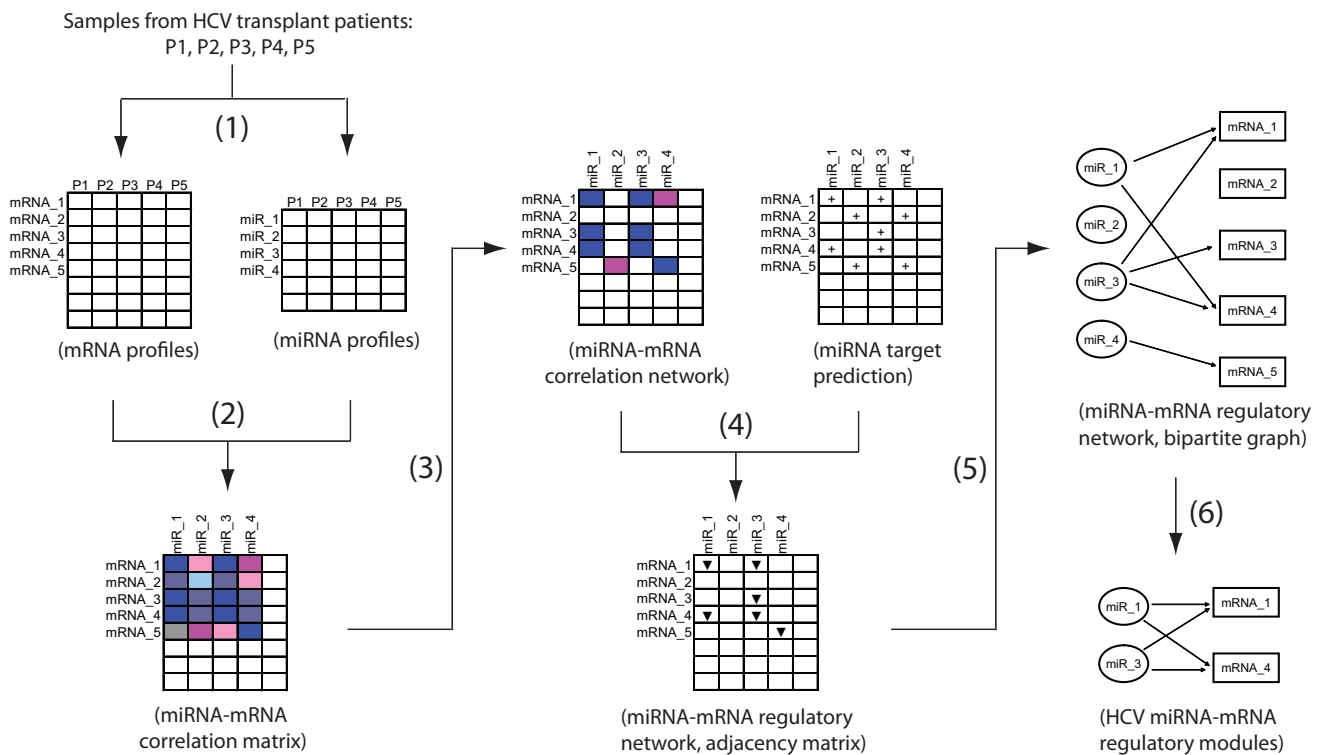 Samples from HCV transplant patients:
P1, P2, P3, P4, P5
(1)
P1 P2 P3 P4 P5
mRNA_1
mRNA_2
mRNA_3
mRNA_4
mRNA_5
(mRNA profiles)
P1 P2 P3 P4 P5
miR_1
miR_2
miR_3
miR_4
(miRNA profiles)
(2)
miR_1 miR_2 miR_3 miR_4
mRNA_1
mRNA_2
mRNA_3
mRNA_4
mRNA_5
(miRNA-mRNA
correlation matrix)
(3)
miR_1 miR_2 miR_3 miR_4
mRNA_1
mRNA_2
mRNA_3
mRNA_4
mRNA_5
(miRNA-mRNA
correlation network)
miR_1 miR_2 miR_3 miR_4
mRNA_1 + +
mRNA_2 + +
mRNA_3 +
mRNA_4 + +
mRNA_5 + +
(miRNA target
prediction)
(4)
miR_1 miR_2 miR_3 miR_4
mRNA_1 ▼ ▼
mRNA_2
mRNA_3 ▼
mRNA_4 ▼ ▼
mRNA_5 ▼
(miRNA-mRNA regulatory
network, adjacency matrix)
(5)
miR_1
miR_2
miR_3
miR_4
mRNA_1
mRNA_2
mRNA_3
mRNA_4
mRNA_5
(miRNA-mRNA regulatory
network, bipartite graph)
(6)
miR_1
miR_3
mRNA_1
mRNA_4
(HCV miRNA-mRNA
regulatory modules)